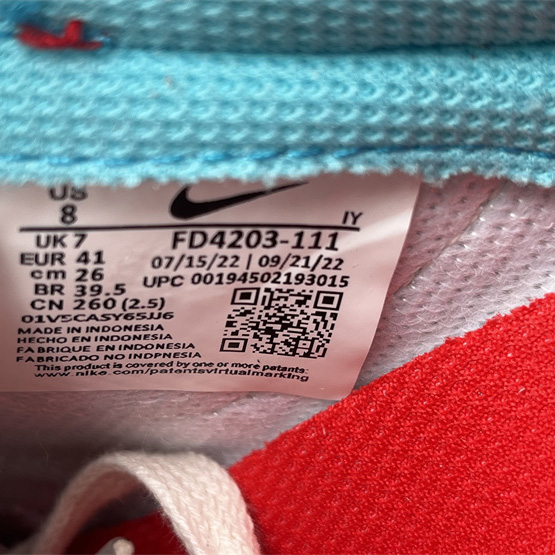 US
8
IY
UK 7
EUR 41
cm 26
BR 39.5
CN 260 (2.5)
FD4203-111
07/15/22 | 09/21/22
UPC 00194502193015
01V5CASY65JJ6
MADE IN INDONESIA
HECHO EN INDONESIA
FABRIQUE EN INDONESIA
FABRICADO NO INDPNESIA
This product is covered by one or more patents:
www.nike.com/patentsvirtualmarking